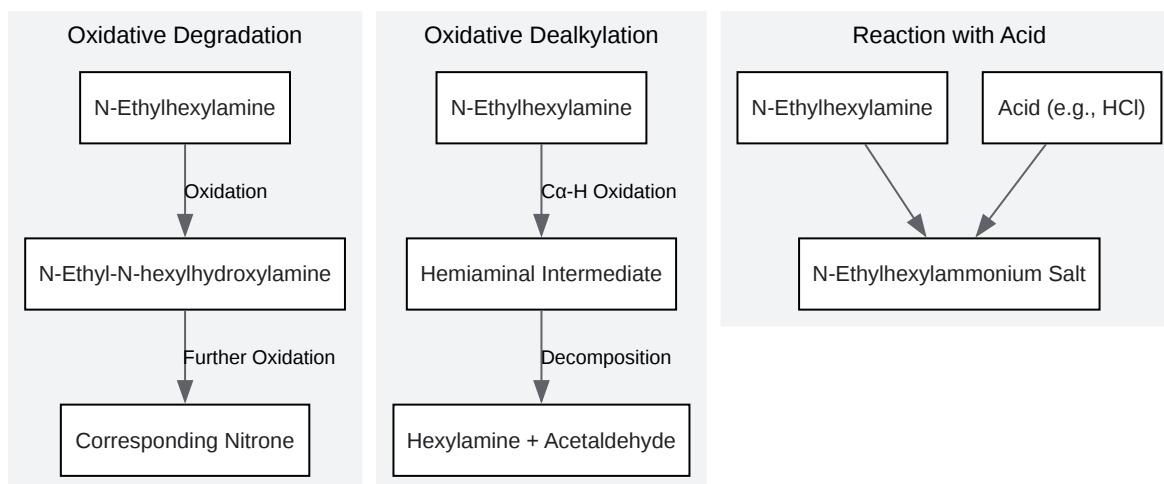 Oxidative Degradation
N-Ethylhexylamine
Oxidation
N-Ethyl-N-hexylhydroxylamine
Further Oxidation
Corresponding Nitrone
Oxidative Dealkylation
N-Ethylhexylamine
Cα-H Oxidation
Hemiaminal Intermediate
Decomposition
Hexylamine + Acetaldehyde
Reaction with Acid
N-Ethylhexylamine
Acid (e.g., HCl)
N-Ethylhexylammonium Salt